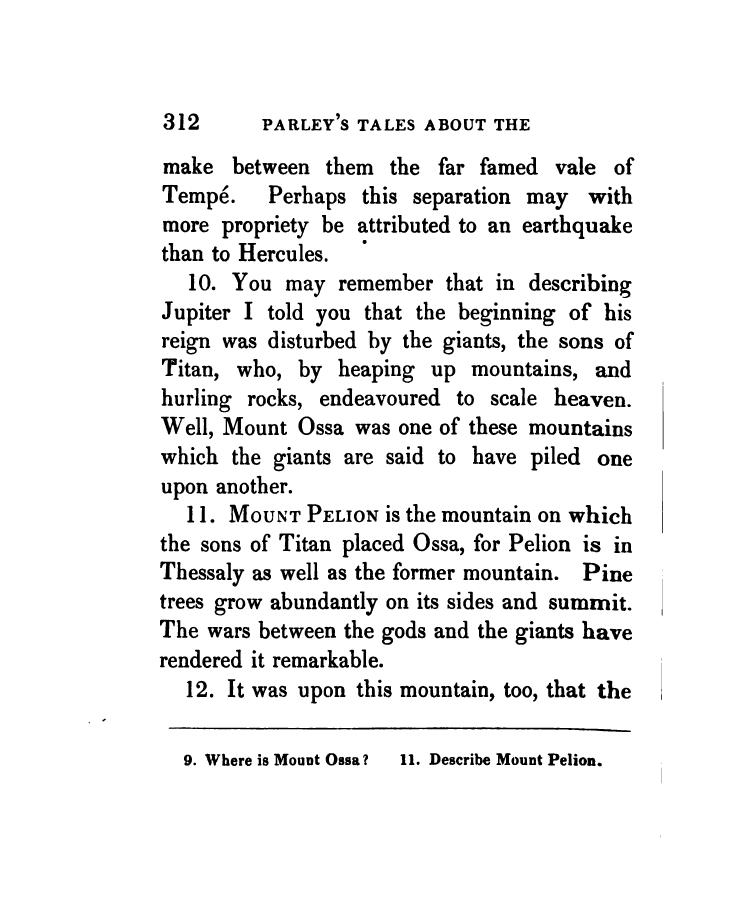 312 PARLEY'S TALES ABOUT THE
make between them the far famed vale of
Tempé. Perhaps this separation may with
more propriety be attributed to an earthquake
than to Hercules.
10. You may remember that in describing
Jupiter I told you that the beginning of his
reign was disturbed by the giants, the sons of
Titan, who, by heaping up mountains, and
hurling rocks, endeavoured to scale heaven.
Well, Mount Ossa was one of these mountains
which the giants are said to have piled one
upon another.
11. MOUNT PELION is the mountain on which
the sons of Titan placed Ossa, for Pelion is in
Thessaly as well as the former mountain. Pine
trees grow abundantly on its sides and summit.
The wars between the gods and the giants have
rendered it remarkable.
12. It was upon this mountain, too, that the
9. Where is Mount Ossa? 11. Describe Mount Pelion.